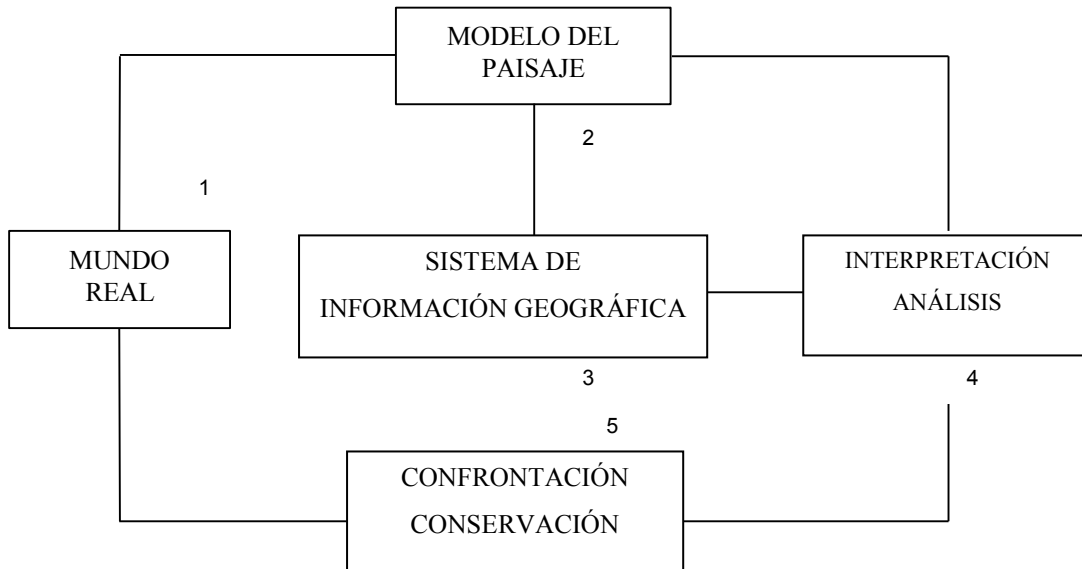 MODELO DEL
PAISAJE
2
1
MUNDO
REAL
SISTEMA DE
INFORMACIÓN GEOGRÁFICA
INTERPRETACIÓN
ANÁLISIS
3
4
5
CONFRONTACIÓN
CONSERVACIÓN